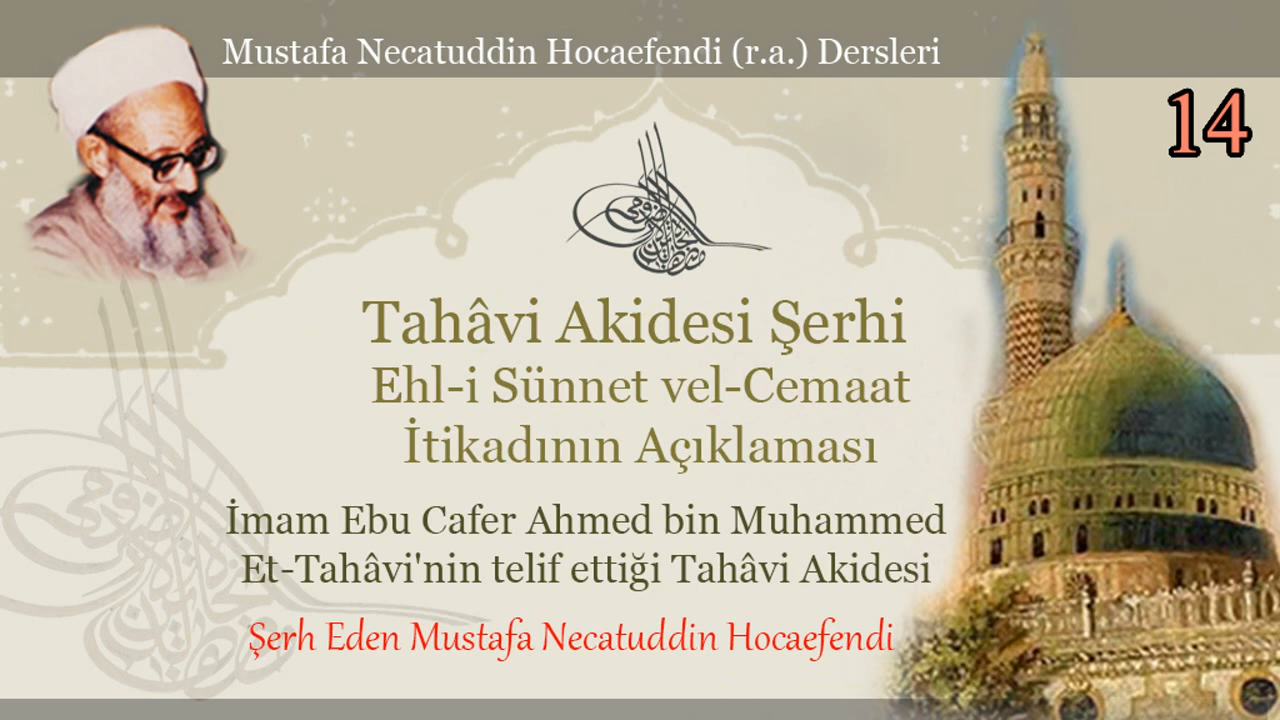 Mustafa Necatuddin Hocaefendi (r.a.) Dersleri
14
Tahâvi Akidesi Şerhi
Ehl-i Sünnet vel-Cemaat
İtikadının Açıklaması
İmam Ebu Cafer Ahmed bin Muhammed
Et-Tahâvi'nin telif ettiği Tahâvi Akidesi
Şerh Eden Mustafa Necatuddin Hocaefendi